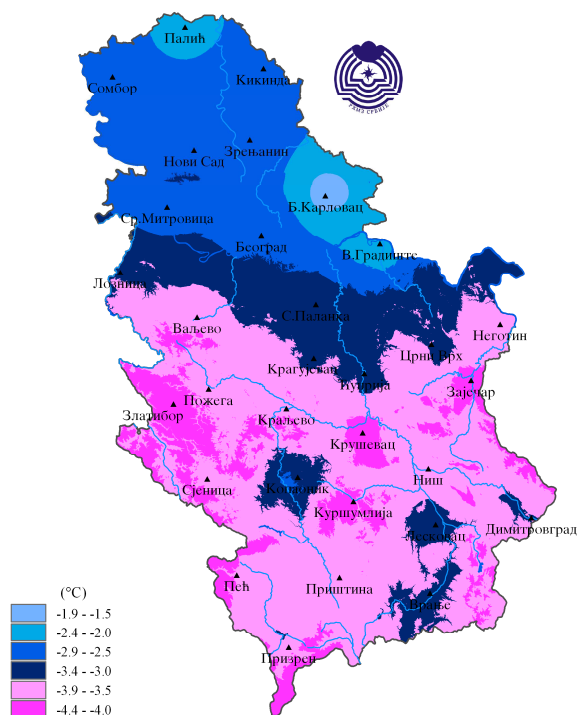 Палић
Кикинда
Сомбор
Зрењанин
Нови Сад
Б.Карловац
Ср.Митровица
Београд
В.Градиште
Лозница
С.Паланка
Ваљево
Неготин
Црни Врх
Крагујевац
Ћуприја
Зајечар
Пожега
Златибор
Краљево
Крушевац
Ниш
Сјеница
Копаоник
Куршумлија
Димитровград
Лесковац
Пећ
Приштина
Врање
Призрен
(°C)
-1.9 - -1.5
-2.4 - -2.0
-2.9 - -2.5
-3.4 - -3.0
-3.9 - -3.5
-4.4 - -4.0